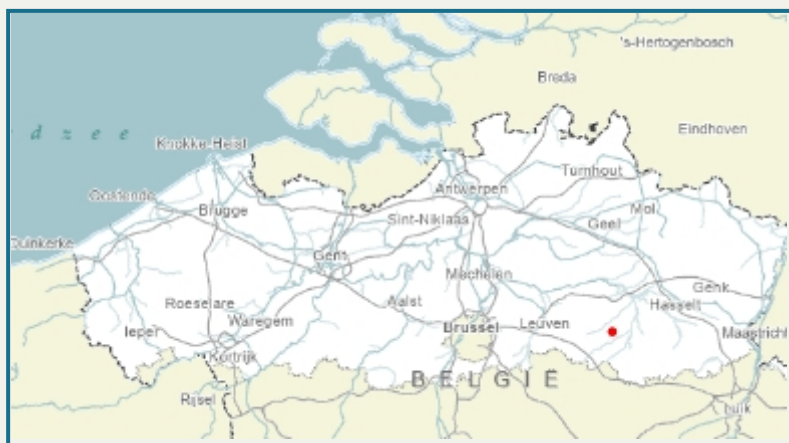 's-Hertogenbosch
Breda
Eindhoven
d z e e
Knokke-Heist
Turnhout
Antwerpen
Oostende
Brugge
Sint-Niklaas
Mol
Geel
Duinkerke
Gent
Mechelen
Genk
Roeselare
Aalst
Hasselt
Ieper
Waregem
Brussel
Leuven
Maastricht
Kortrijk
BELGIË
Rijsel
Luik